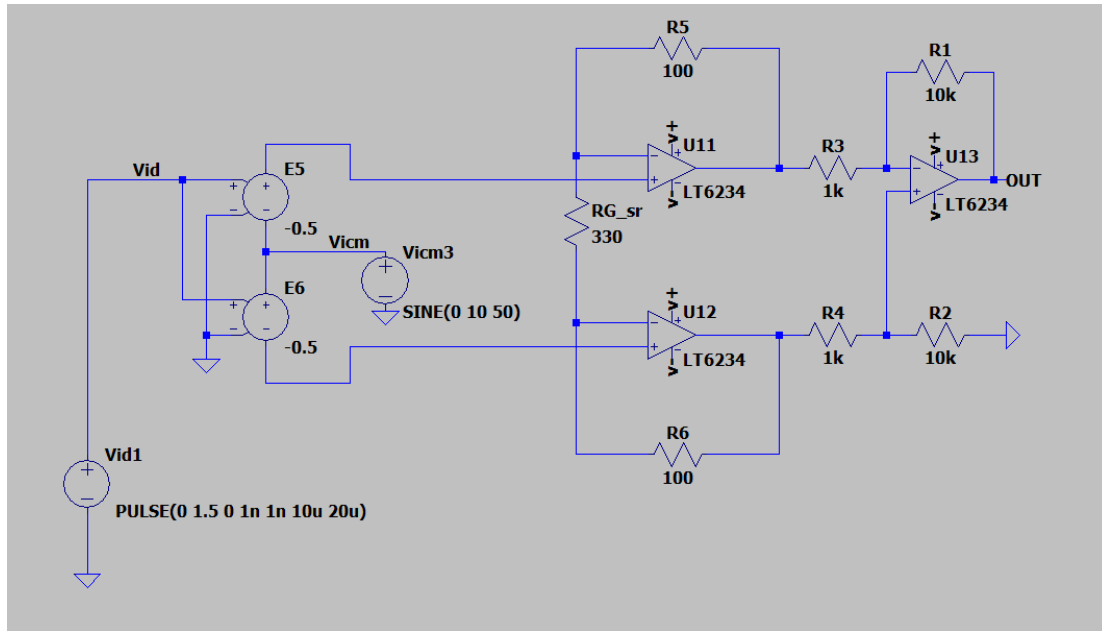 R5
100
R1
10k
v+
U11
v-
LT6234
R3
1k
v+
U13
OUT
v-
LT6234
Vid
E5
-0.5
RG_sr
330
Vicm
Vicm3
SINE(0 10 50)
E6
-0.5
v+
U12
v-
LT6234
R4
1k
R2
10k
R6
100
Vid1
PULSE(0 1.5 0 1n 1n 10u 20u)